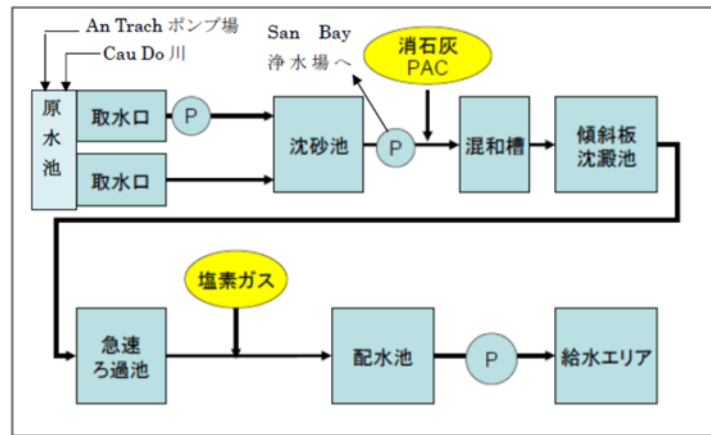 An Trach ポンプ場
Cau Do 川
San Bay
浄水場へ
消石灰
PAC
原水池
取水口
P
取水口
沈砂池
P
混和槽
傾斜板
沈澱池
塩素ガス
急速
ろ過池
配水池
P
給水エリア